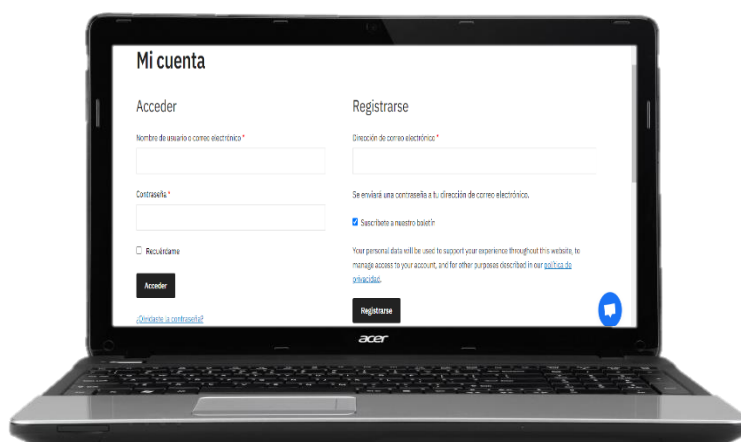 Mi cuenta
Acceder
Nombre de usuario o correo electrónico *
Contraseña *
Recuérdame
Acceder
¿Olvidaste la contraseña?
Registrarse
Dirección de correo electrónico *
Se enviará una contraseña a tu dirección de correo electrónico.
Suscríbete a nuestro boletín
Your personal data will be used to support your experience throughout this website, to
manage access to your account, and for other purposes described in our política de
privacidad.
Registrarse
acer